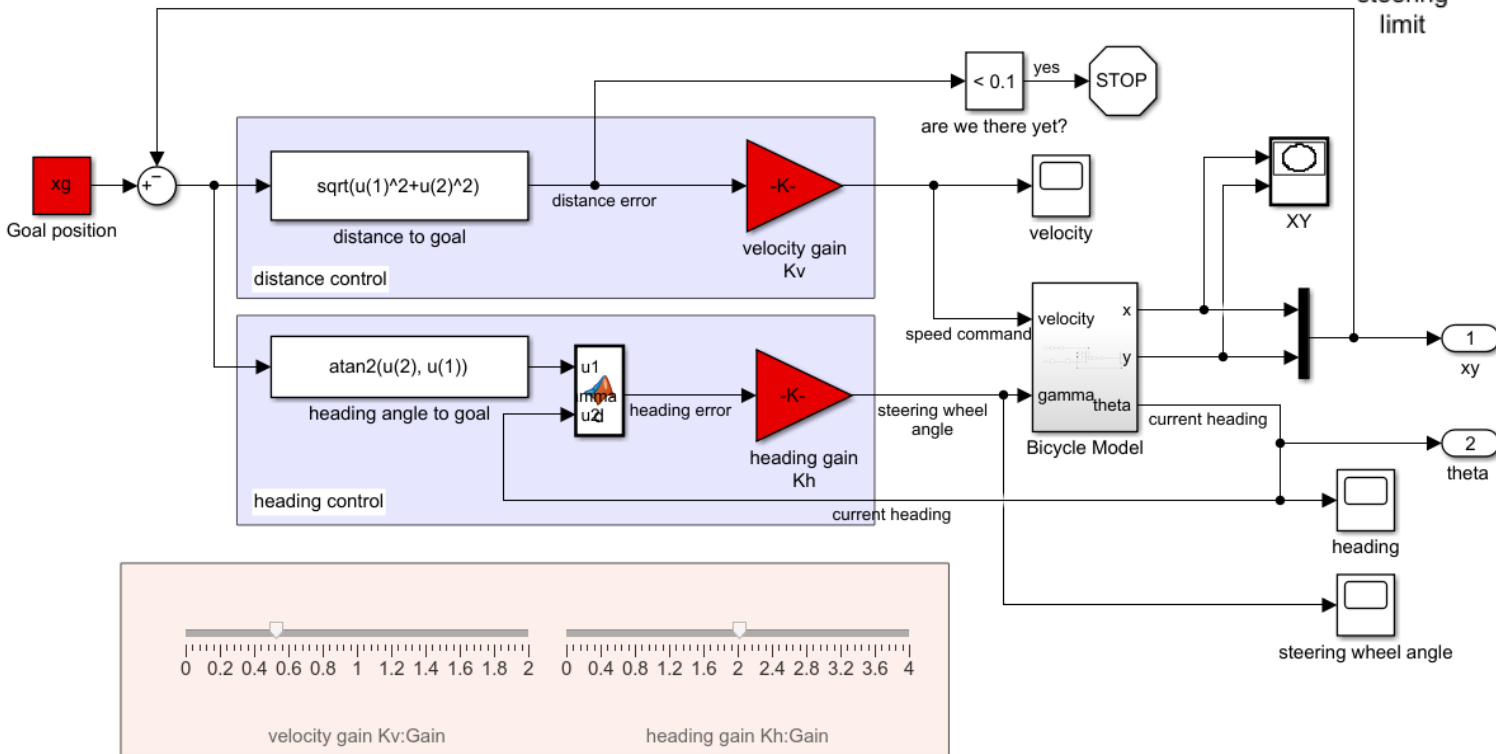 steering
limit
< 0.1
yes
STOP
are we there yet?
xg
+
−
Goal position
sqrt(u(1)^2+u(2)^2)
distance to goal
distance error
-K-
velocity gain
Kv
distance control
velocity
XY
velocity
gamma
x
y
theta
Bicycle Model
speed command
1
xy
atan2(u(2), u(1))
heading angle to goal
u1
u2
heading error
-K-
heading gain
Kh
steering wheel
angle
current heading
2
theta
heading control
current heading
heading
steering wheel angle
0 0.2 0.4 0.6 0.8 1 1.2 1.4 1.6 1.8 2
velocity gain Kv:Gain
0 0.4 0.8 1.2 1.6 2 2.4 2.8 3.2 3.6 4
heading gain Kh:Gain